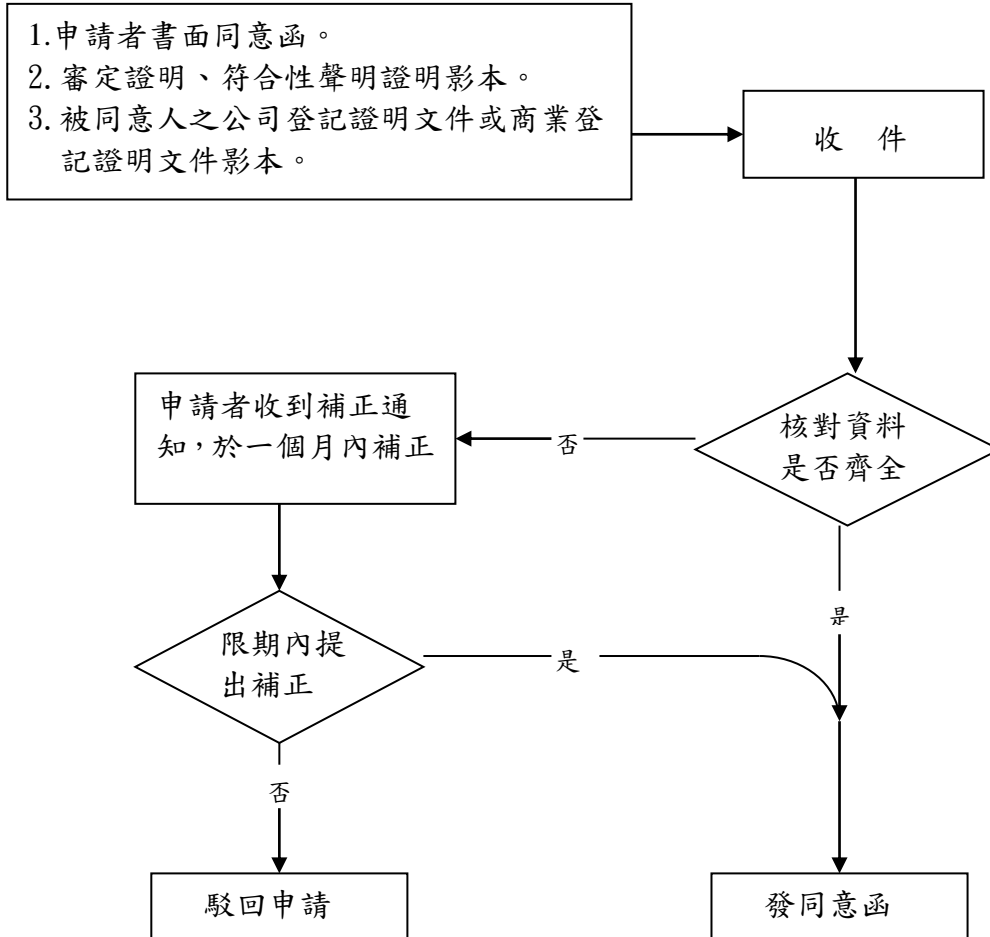 1.申請者書面同意函。
2.審定證明、符合性聲明證明影本。
3.被同意人之公司登記證明文件或商業登
記證明文件影本。
收 件
申請者收到補正通
知，於一個月內補正
否
核對資料
是否齊全
是
限期內提
出補正
是
否
駁回申請
發同意函